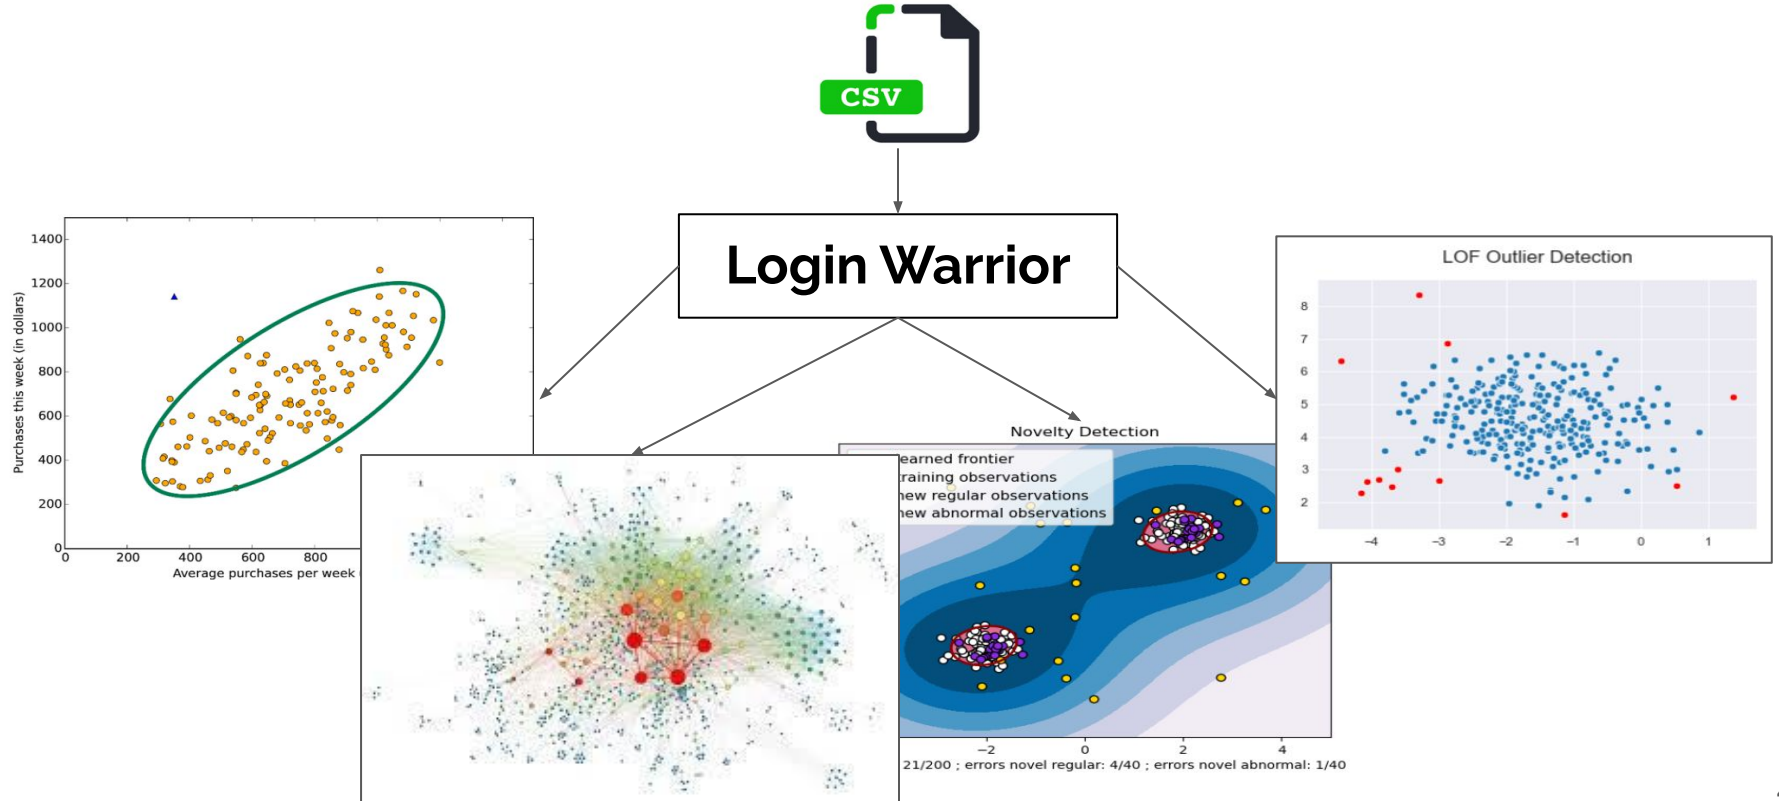 CSV
Login Warrior
1400
1200
1000
800
600
400
200
0
Purchases this week (in dollars)
0 200 400 600 800
Average purchases per week
Novelty Detection
earned frontier
training observations
new regular observations
new abnormal observations
−2 0 2 4
21/200 ; errors novel regular: 4/40 ; errors novel abnormal: 1/40
LOF Outlier Detection
8
7
6
5
4
3
2
−4 −3 −2 −1 0 1